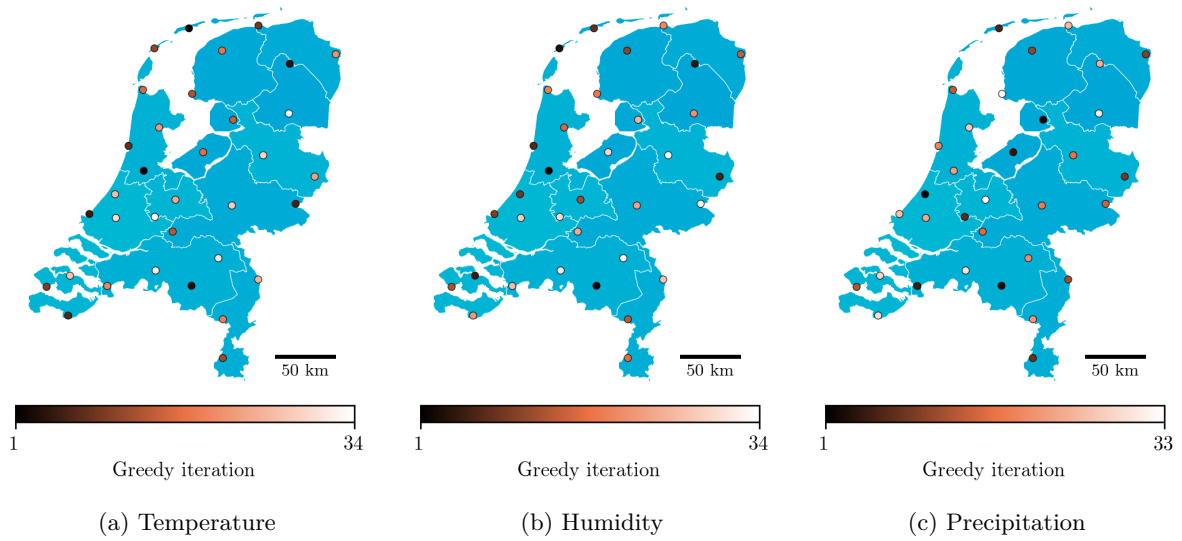 50 km
50 km
50 km
1 34
1 34
1 33
Greedy iteration
Greedy iteration
Greedy iteration
(a) Temperature
(b) Humidity
(c) Precipitation